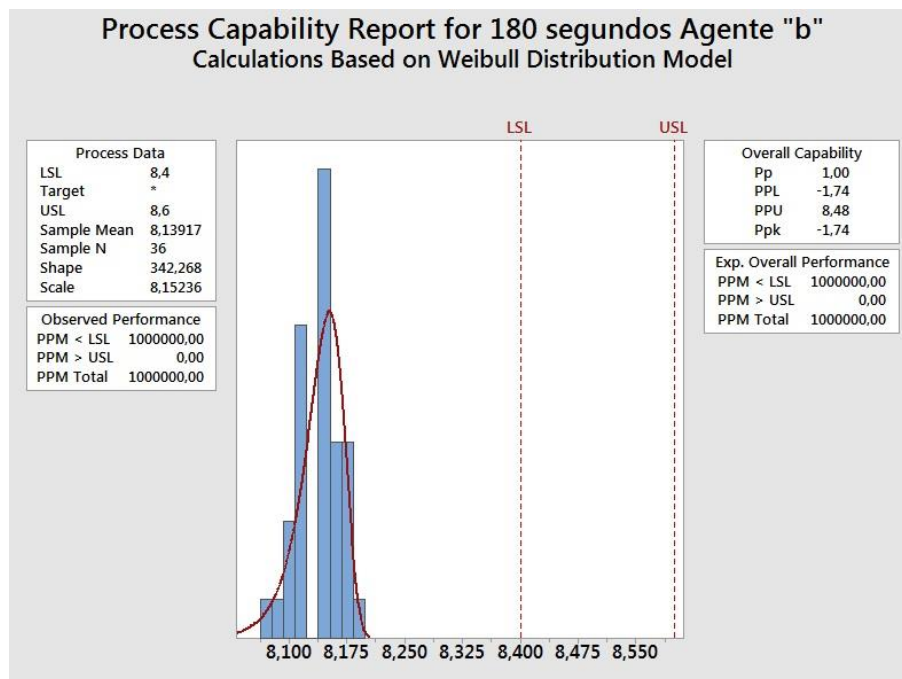 Process Capability Report for 180 segundos Agente "b"
Calculations Based on Weibull Distribution Model
LSL USL
Process Data
LSL 8,4
Target *
USL 8,6
Sample Mean 8,13917
Sample N 36
Shape 342,268
Scale 8,15236
Observed Performance
PPM < LSL 1000000,00
PPM > USL 0,00
PPM Total 1000000,00
Overall Capability
Pp 1,00
PPL -1,74
PPU 8,48
Ppk -1,74
Exp. Overall Performance
PPM < LSL 1000000,00
PPM > USL 0,00
PPM Total 1000000,00
8,100 8,175 8,250 8,325 8,400 8,475 8,550